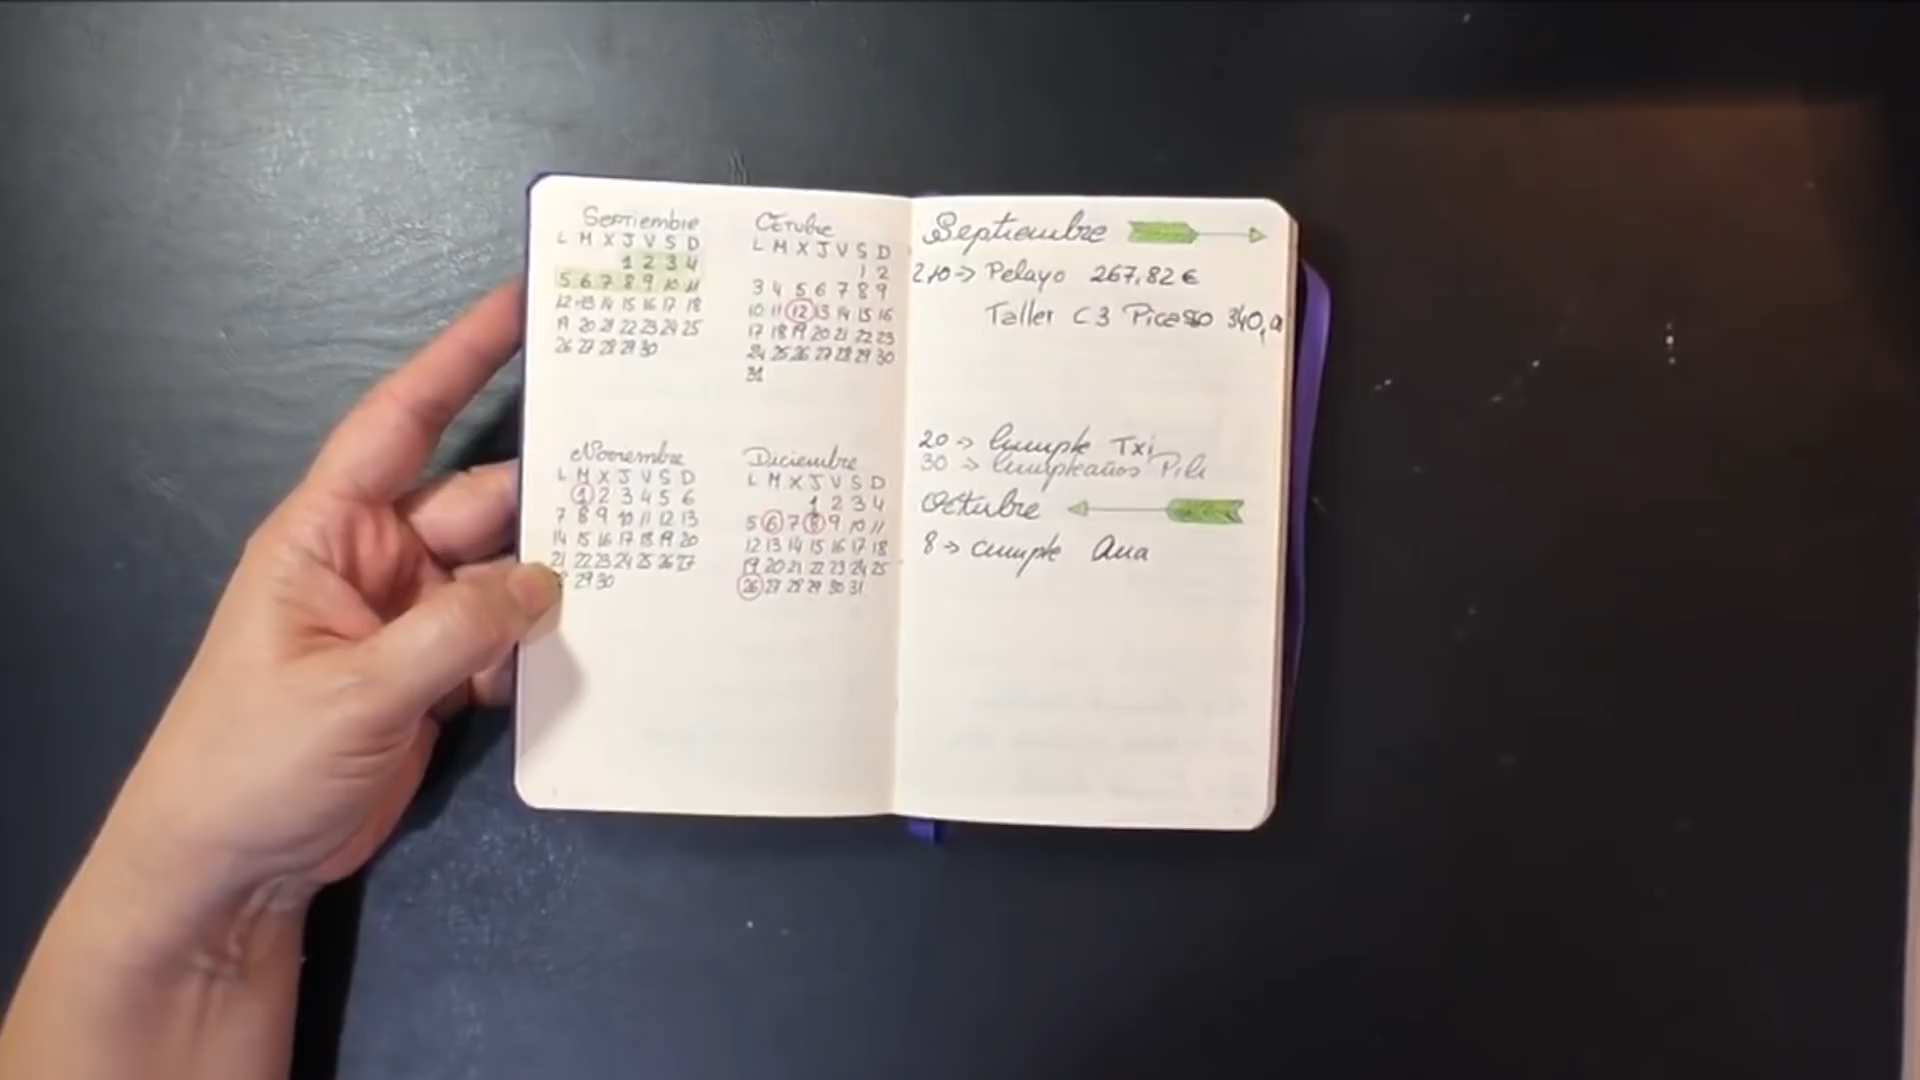 Septiembre
L M X J V S D
1 2 3 4
5 6 7 8 9 10 11
12 13 14 15 16 17 18
19 20 21 22 23 24 25
26 27 28 29 30
Octubre
L M X J V S D
1 2
3 4 5 6 7 8 9
10 11 12 13 14 15 16
17 18 19 20 21 22 23
24 25 26 27 28 29 30
31
Noviembre
L M X J V S D
1 2 3 4 5 6
7 8 9 10 11 12 13
14 15 16 17 18 19 20
21 22 23 24 25 26 27
29 30
Diciembre
L M X J V S D
1 2 3 4
5 6 7 8 9 10 11
12 13 14 15 16 17 18
19 20 21 22 23 24 25
26 27 28 29 30 31
Septiembre
-> Pelayo 267,82 €
Taller C3 Picasso
20 -> Cumple Txi
30 -> Cumpleaños Pili
Octubre
8 -> cumple Ana